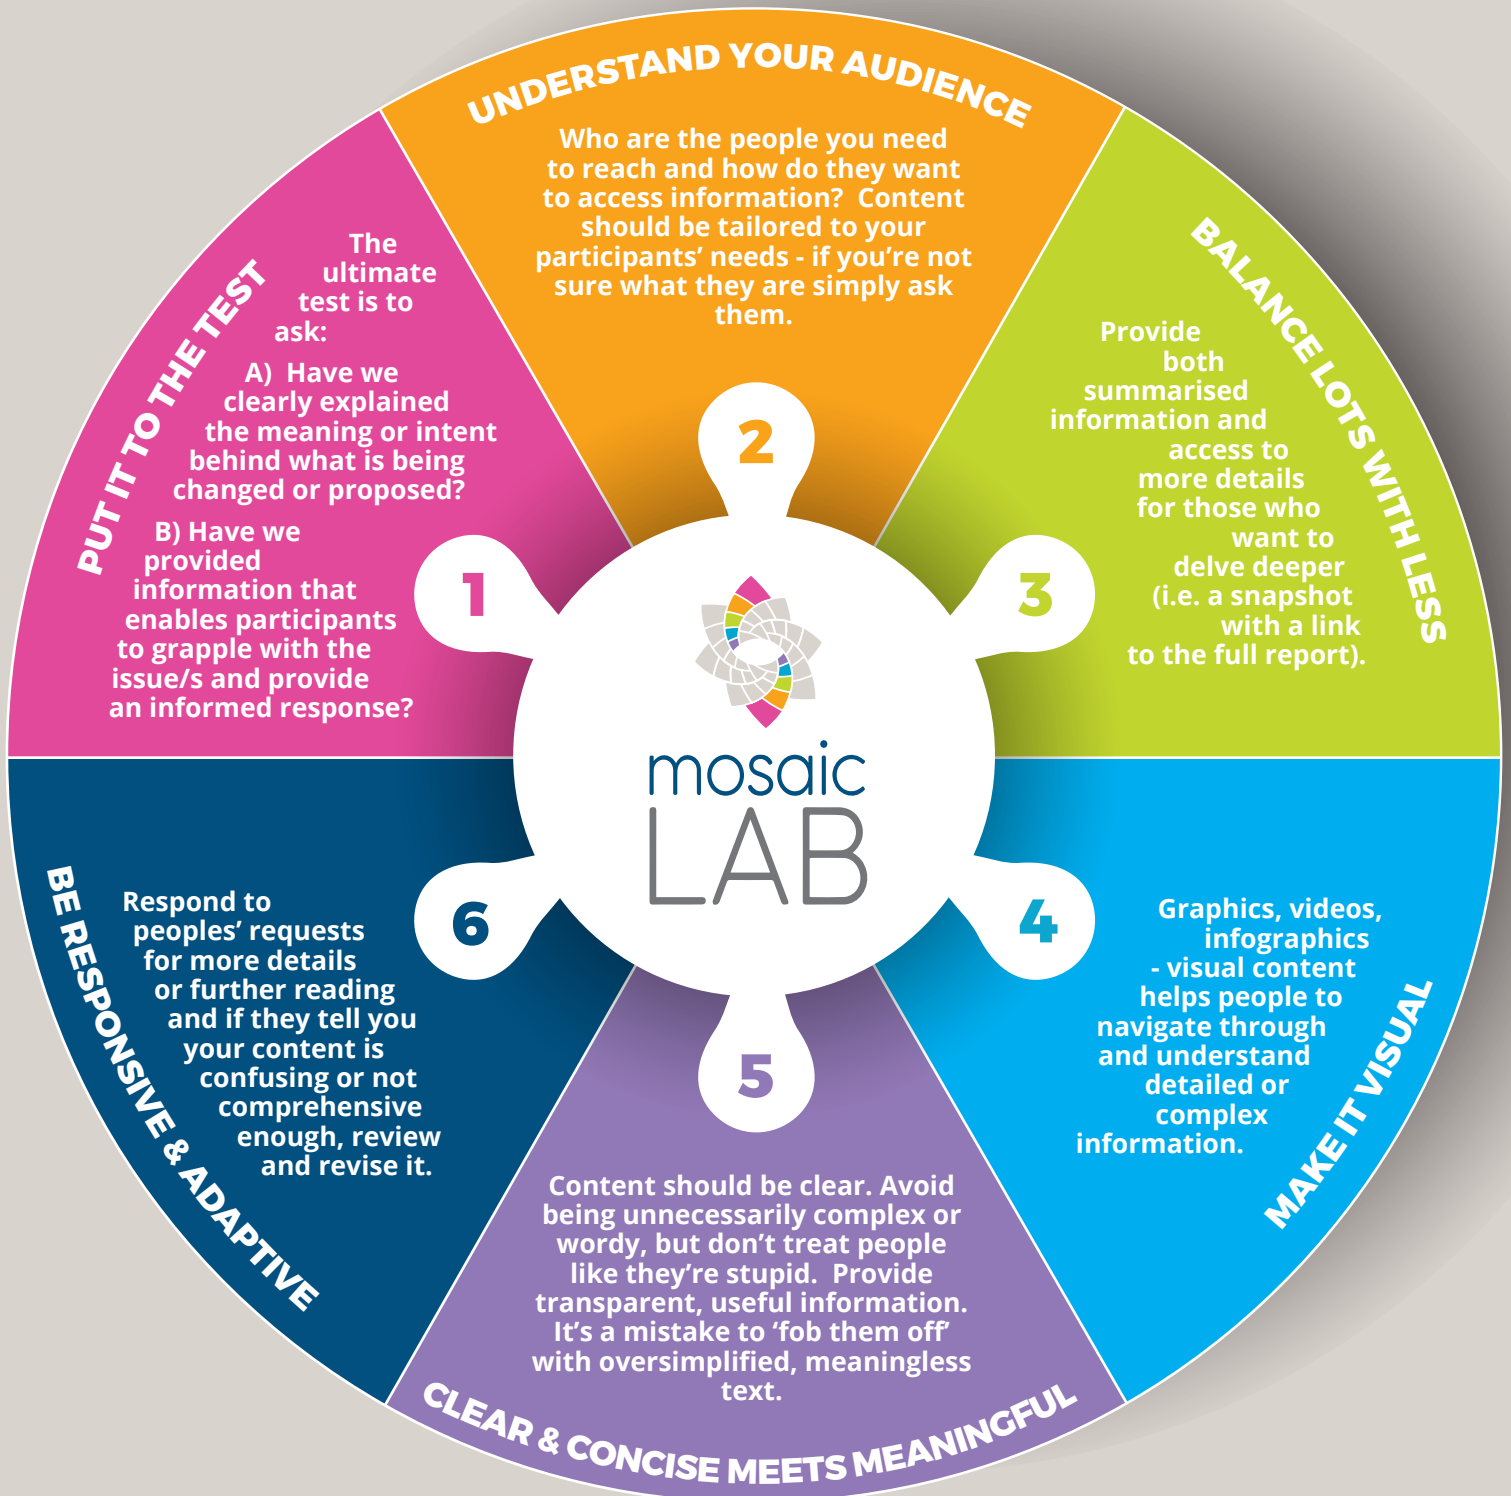 PUT IT TO THE TEST
The
ultimate
test is to
ask:
A) Have we
clearly explained
the meaning or intent
behind what is being
changed or proposed?
B) Have we
provided
information that
enables participants
to grapple with the
issue/s and provide
an informed response?
1
UNDERSTAND YOUR AUDIENCE
Who are the people you need
to reach and how do they want
to access information? Content
should be tailored to your
participants’ needs - if you’re not
sure what they are simply ask
them.
2
BALANCE LOTS WITH LESS
Provide
both
summarised
information and
access to
more details
for those who
want to
delve deeper
(i.e. a snapshot
with a link
to the full report).
3
MAKE IT VISUAL
Graphics, videos,
infographics
- visual content
helps people to
navigate through
and understand
detailed or
complex
information.
4
5
Content should be clear. Avoid
being unnecessarily complex or
wordy, but don’t treat people
like they’re stupid. Provide
transparent, useful information.
It’s a mistake to ‘fob them off’
with oversimplified, meaningless
text.
CLEAR & CONCISE MEETS MEANINGFUL
6
BE RESPONSIVE & ADAPTIVE
Respond to
peoples’ requests
for more details
or further reading
and if they tell you
your content is
confusing or not
comprehensive
enough, review
and revise it.
mosaic
LAB